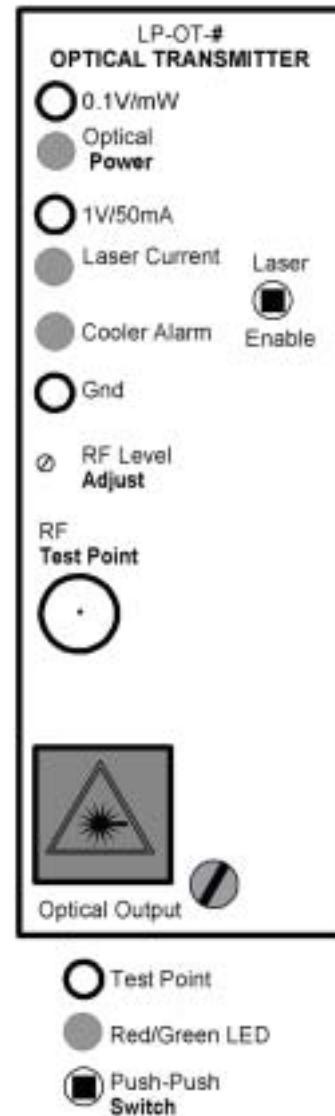 LP-OT-#
OPTICAL TRANSMITTER
0.1V/mW
Optical
Power
1V/50mA
Laser Current
Laser
Cooler Alarm
Enable
Gnd
RF Level
Adjust
RF
Test Point
Optical Output
Test Point
Red/Green LED
Push-Push
Switch